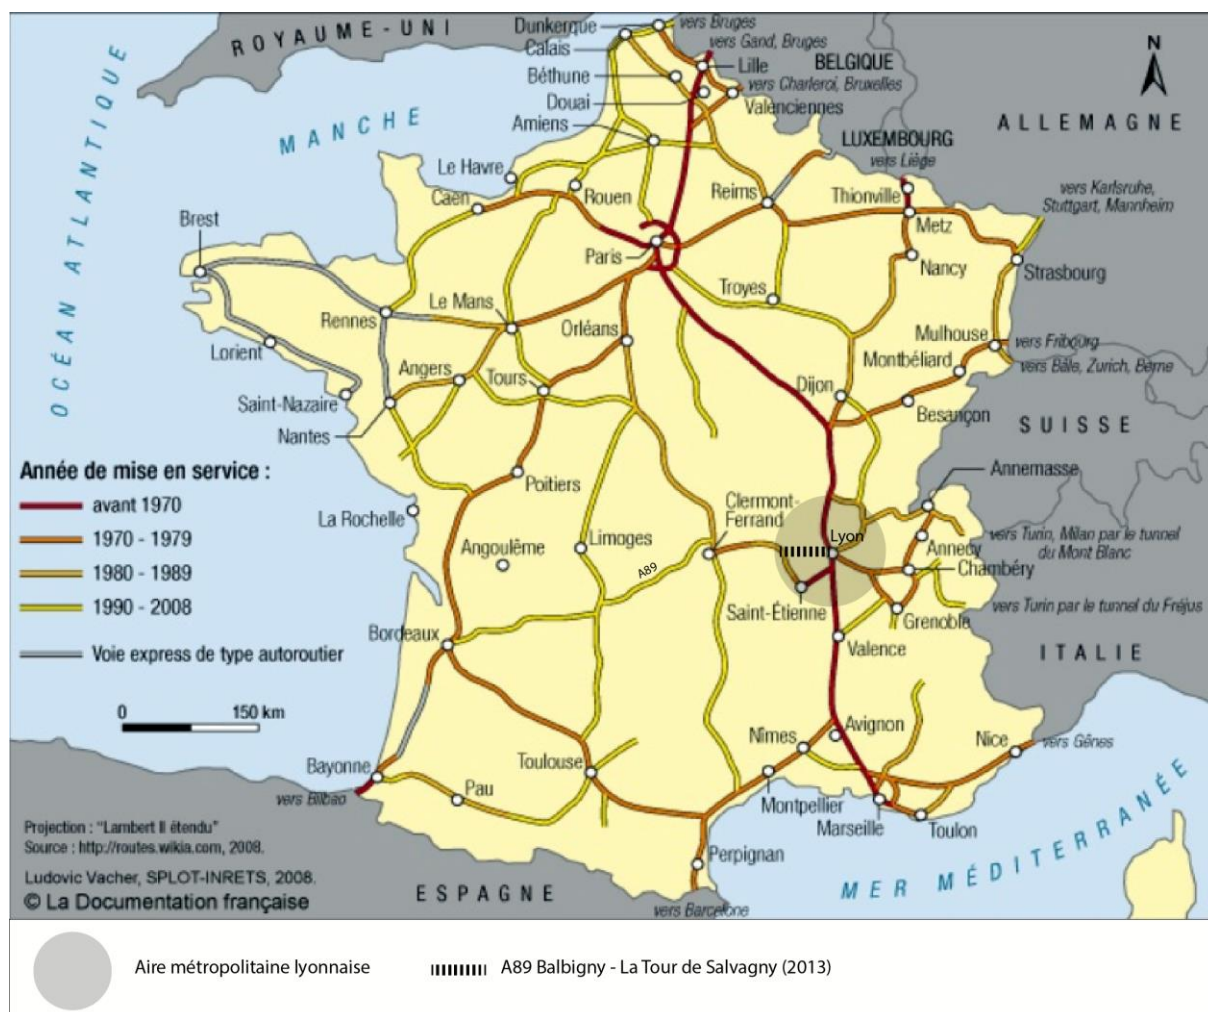 ROYAUME-UNI
Dunkerque
vers Bruges
Calais
vers Gand, Bruges
Lille
BELGIQUE
Béthune
vers Charleroi, Bruxelles
Douai
Valenciennes
Amiens
N
ALLEMAGNE
MANCHE
OCÉAN ATLANTIQUE
LUXEMBOURG
vers Liège
Le Havre
Caen
Rouen
Reims
Thionville
Metz
vers Karlsruhe,
Stuttgart, Mannheim
Brest
Paris
Nancy
Strasbourg
Troyes
Le Mans
Rennes
Orléans
Lorient
Mulhouse
vers Fribourg
Montbéliard
vers Bâle, Zurich, Berne
Angers
Tours
Dijon
Besançon
Saint-Nazaire
Nantes
SUISSE
Année de mise en service :
avant 1970
1970 - 1979
1980 - 1989
1990 - 2008
Voie express de type autoroutier
0
150 km
Poitiers
La Rochelle
Annemasse
Clermont-
Ferrand
Lyon
vers Turin, Milan par le tunnel
du Mont Blanc
Angoulême
Limoges
A89
Annecy
Chambéry
Saint-Étienne
Grenoble
vers Turin par le tunnel du Fréjus
Bordeaux
Valence
ITALIE
Avignon
Nîmes
Nice
vers Gênes
Bayonne
vers Bilbao
Toulouse
Pau
Montpellier
Marseille
Toulon
Perpignan
MER MÉDITERRANÉE
ESPAGNE
vers Barcelone
Projection : "Lambert II étendu"
Source : http://routes.wikia.com, 2008.
Ludovic Vacher, SPLOT-INRETS, 2008.
© La Documentation française
Aire métropolitaine lyonnaise
A89 Balbigny - La Tour de Salvagny (2013)